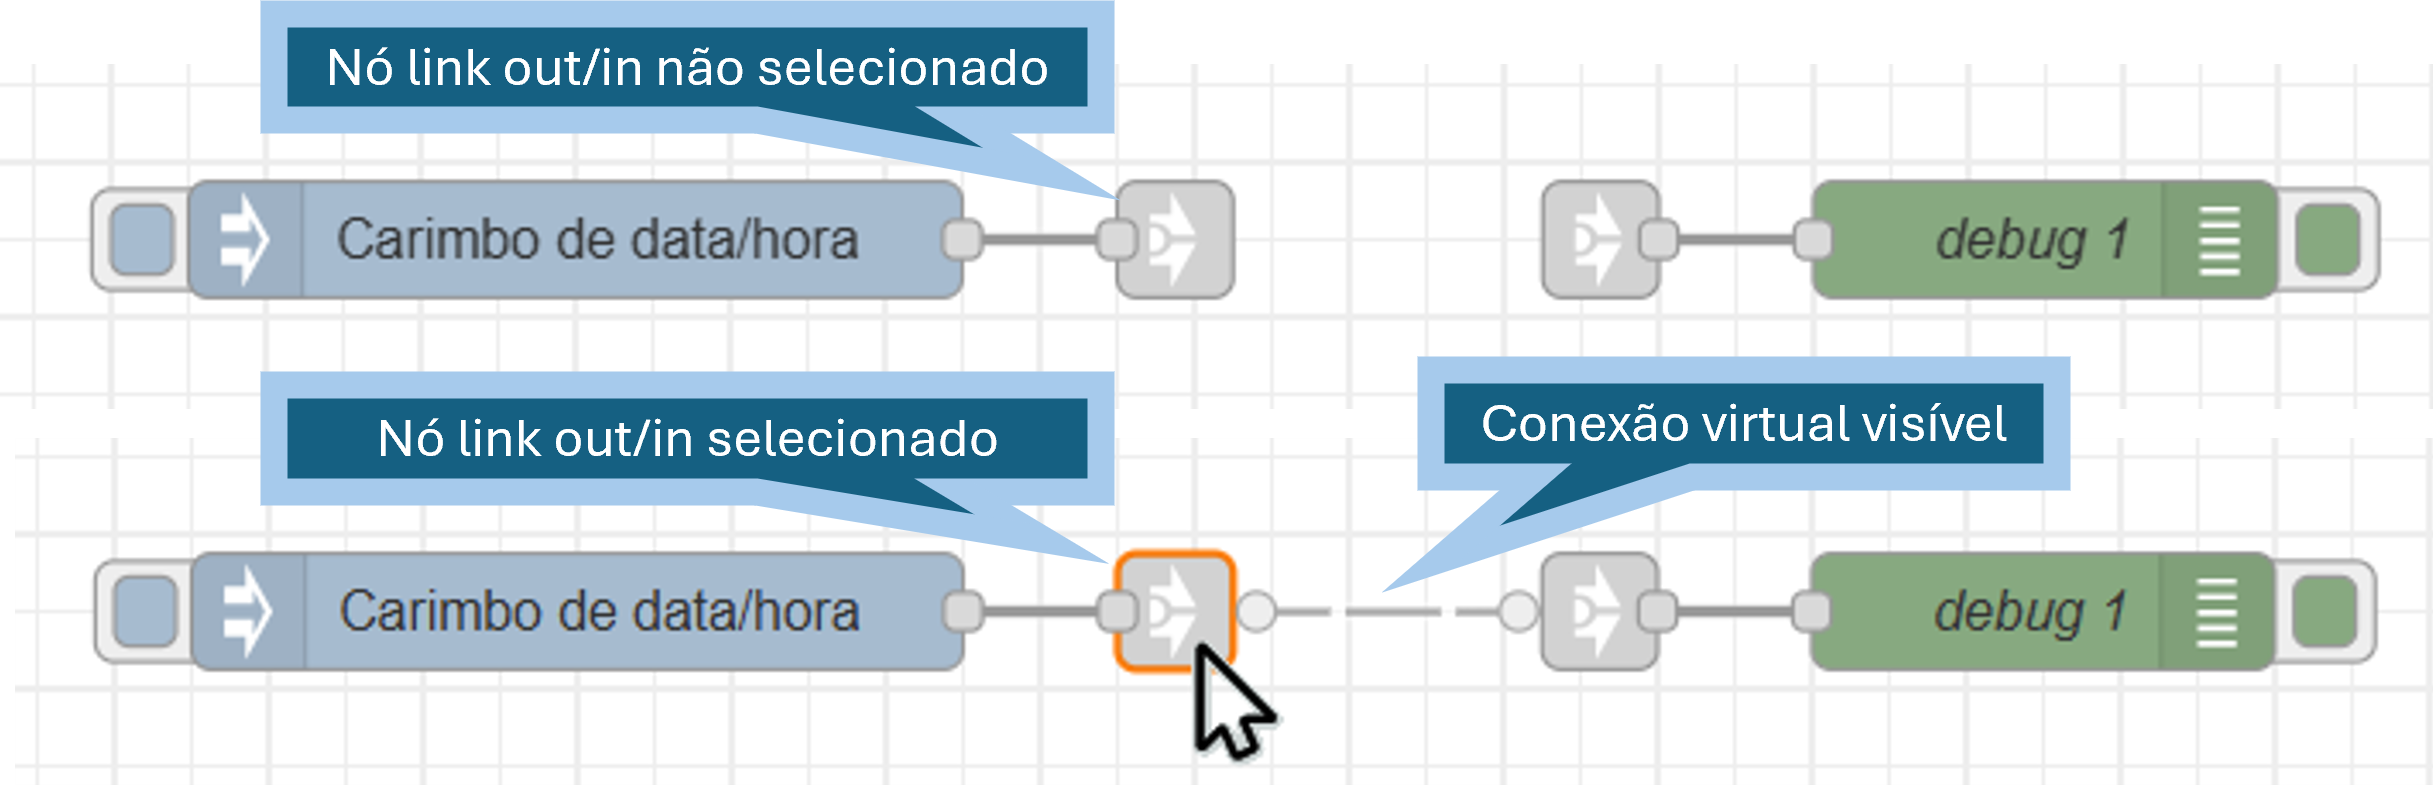 Nó link out/in não selecionado
Carimbo de data/hora
debug 1
Nó link out/in selecionado
Conexão virtual visível
Carimbo de data/hora
debug 1